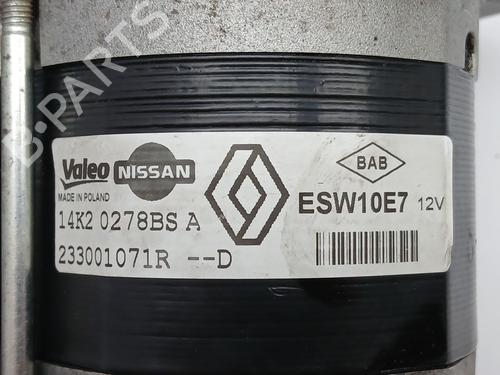 B-PARTS
Valeo NISSAN
MADE IN POLAND
14K2 0278BS A
233001071R --D
BAB
ESW10E7 12V